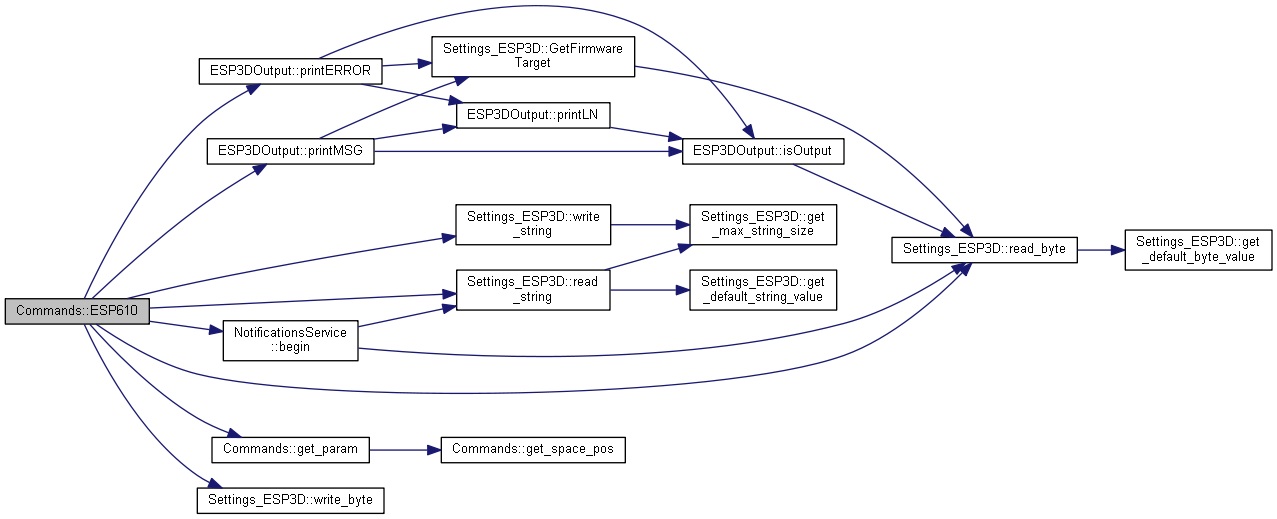 Settings_ESP3D::GetFirmware
Target
ESP3DOutput::printERROR
ESP3DOutput::printLN
ESP3DOutput::printMSG
ESP3DOutput::isOutput
Settings_ESP3D::write
_string
Settings_ESP3D::get
_max_string_size
Settings_ESP3D::read_byte
Settings_ESP3D::get
_default_byte_value
Settings_ESP3D::read
_string
Settings_ESP3D::get
_default_string_value
Commands::ESP610
NotificationsService
::begin
Commands::get_param
Commands::get_space_pos
Settings_ESP3D::write_byte